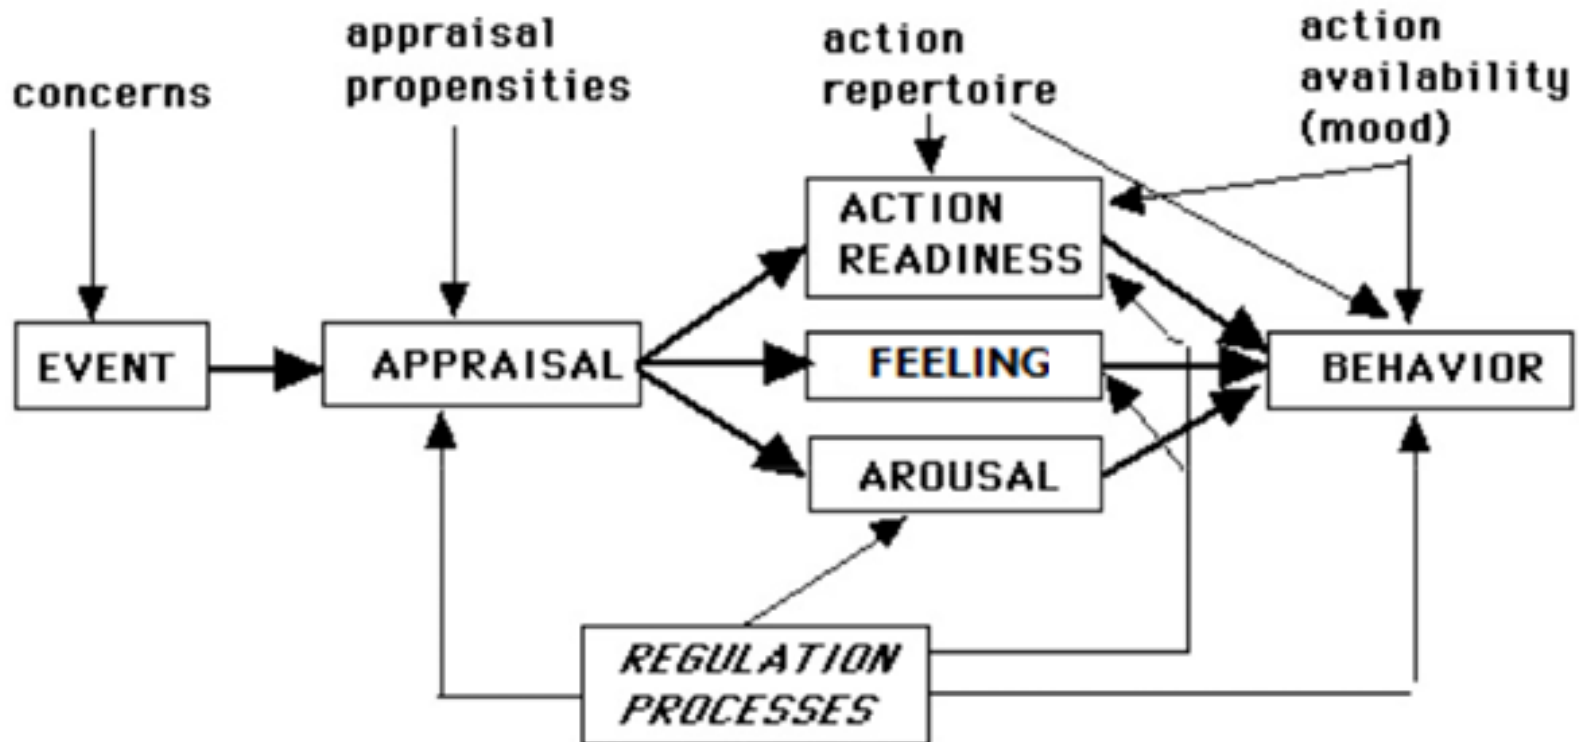 concerns
appraisal
propensities
action
repertoire
action
availability
(mood)
EVENT
APPRAISAL
ACTION
READINESS
FEELING
AROUSAL
BEHAVIOR
REGULATION
PROCESSES